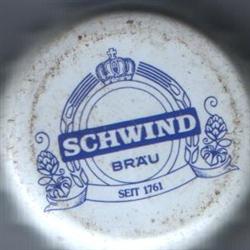 SCHWIND
BRÄU
SEIT 1761